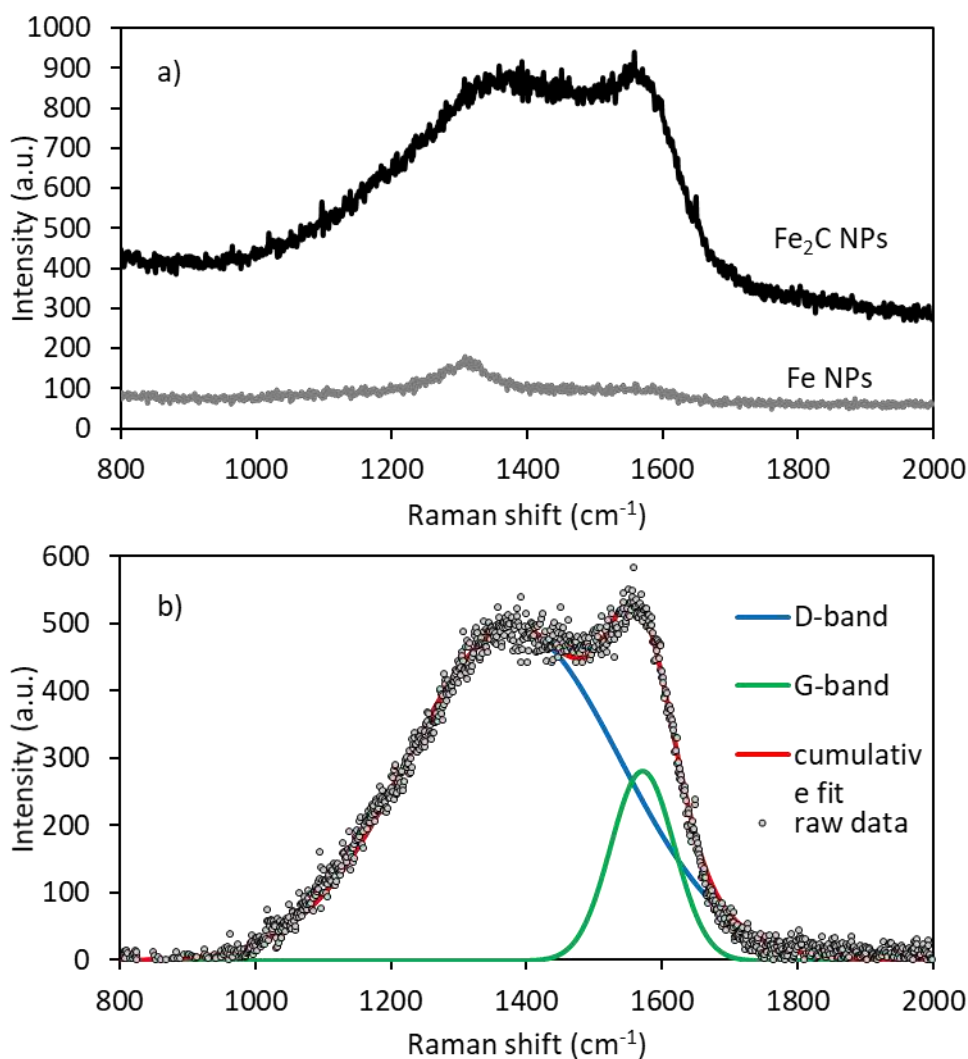 1000
900
800
700
600
500
400
300
200
100
0
a)
Fe₂C NPs
Fe NPs
Intensity (a.u.)
800 1000 1200 1400 1600 1800 2000
Raman shift (cm⁻¹)
600
500
400
300
200
100
0
b)
D-band
G-band
cumulativ
e fit
raw data
Intensity (a.u.)
800 1000 1200 1400 1600 1800 2000
Raman shift (cm⁻¹)